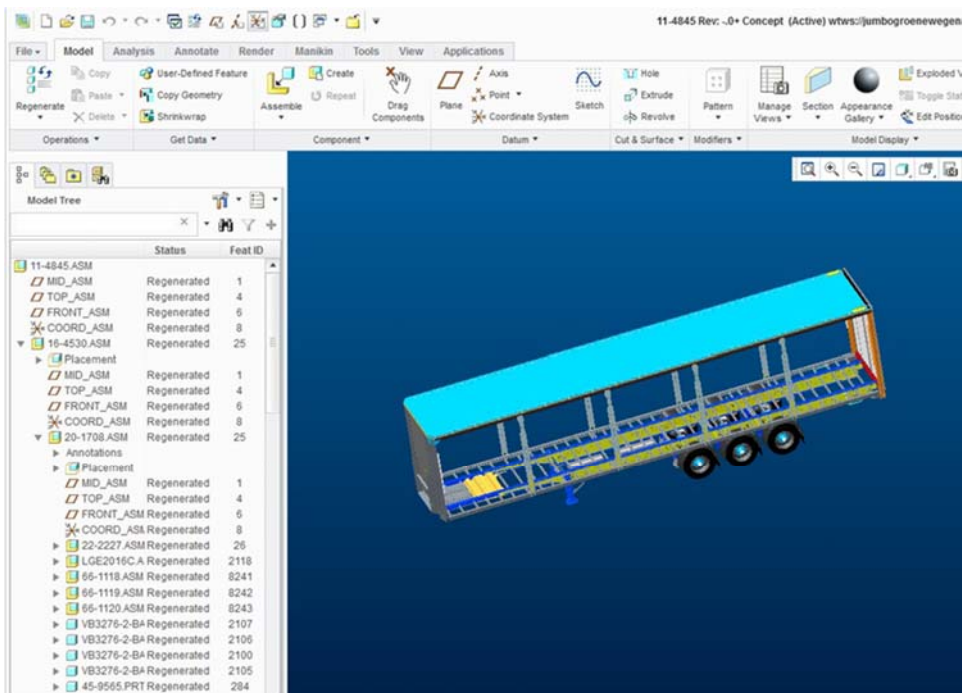 11-4845 Rev: -.0+ Concept (Active) wtws://jumbogroenewegen
File Model Analysis Annotate Render Manikin Tools View Applications
Regenerate
Copy
Paste
Delete
User-Defined Feature
Copy Geometry
Shrinkwrap
Assemble
Create
Repeat
Drag Components
Plane
Axis
Point
Coordinate System
Sketch
Hole
Extrude
Revolve
Pattern
Manage Views
Section
Appearance Gallery
Exploded V
Toggle Stat
Edit Position
Operations Get Data Component Datum Cut & Surface Modifiers Model Display
Model Tree
Status Feat ID
11-4845.ASM
MID_ASM Regenerated 1
TOP_ASM Regenerated 4
FRONT_ASM Regenerated 6
COORD_ASM Regenerated 8
16-4530.ASM Regenerated 25
Placement
MID_ASM Regenerated 1
TOP_ASM Regenerated 4
FRONT_ASM Regenerated 6
COORD_ASM Regenerated 8
20-1708.ASM Regenerated 25
Annotations
Placement
MID_ASM Regenerated 1
TOP_ASM Regenerated 4
FRONT_ASM Regenerated 6
COORD_ASM Regenerated 8
22-2227.ASM Regenerated 26
LGE2016C.A Regenerated 2118
66-1118.ASM Regenerated 8241
66-1119.ASM Regenerated 8242
66-1120.ASM Regenerated 8243
VB3276-2-BA Regenerated 2107
VB3276-2-BA Regenerated 2106
VB3276-2-BA Regenerated 2100
VB3276-2-BA Regenerated 2105
45-9565.PRT Regenerated 284